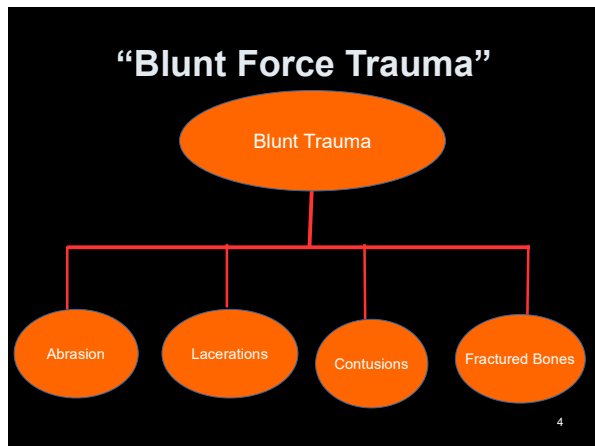 “Blunt Force Trauma”
Blunt Trauma
Abrasion
Lacerations
Contusions
Fractured Bones
4